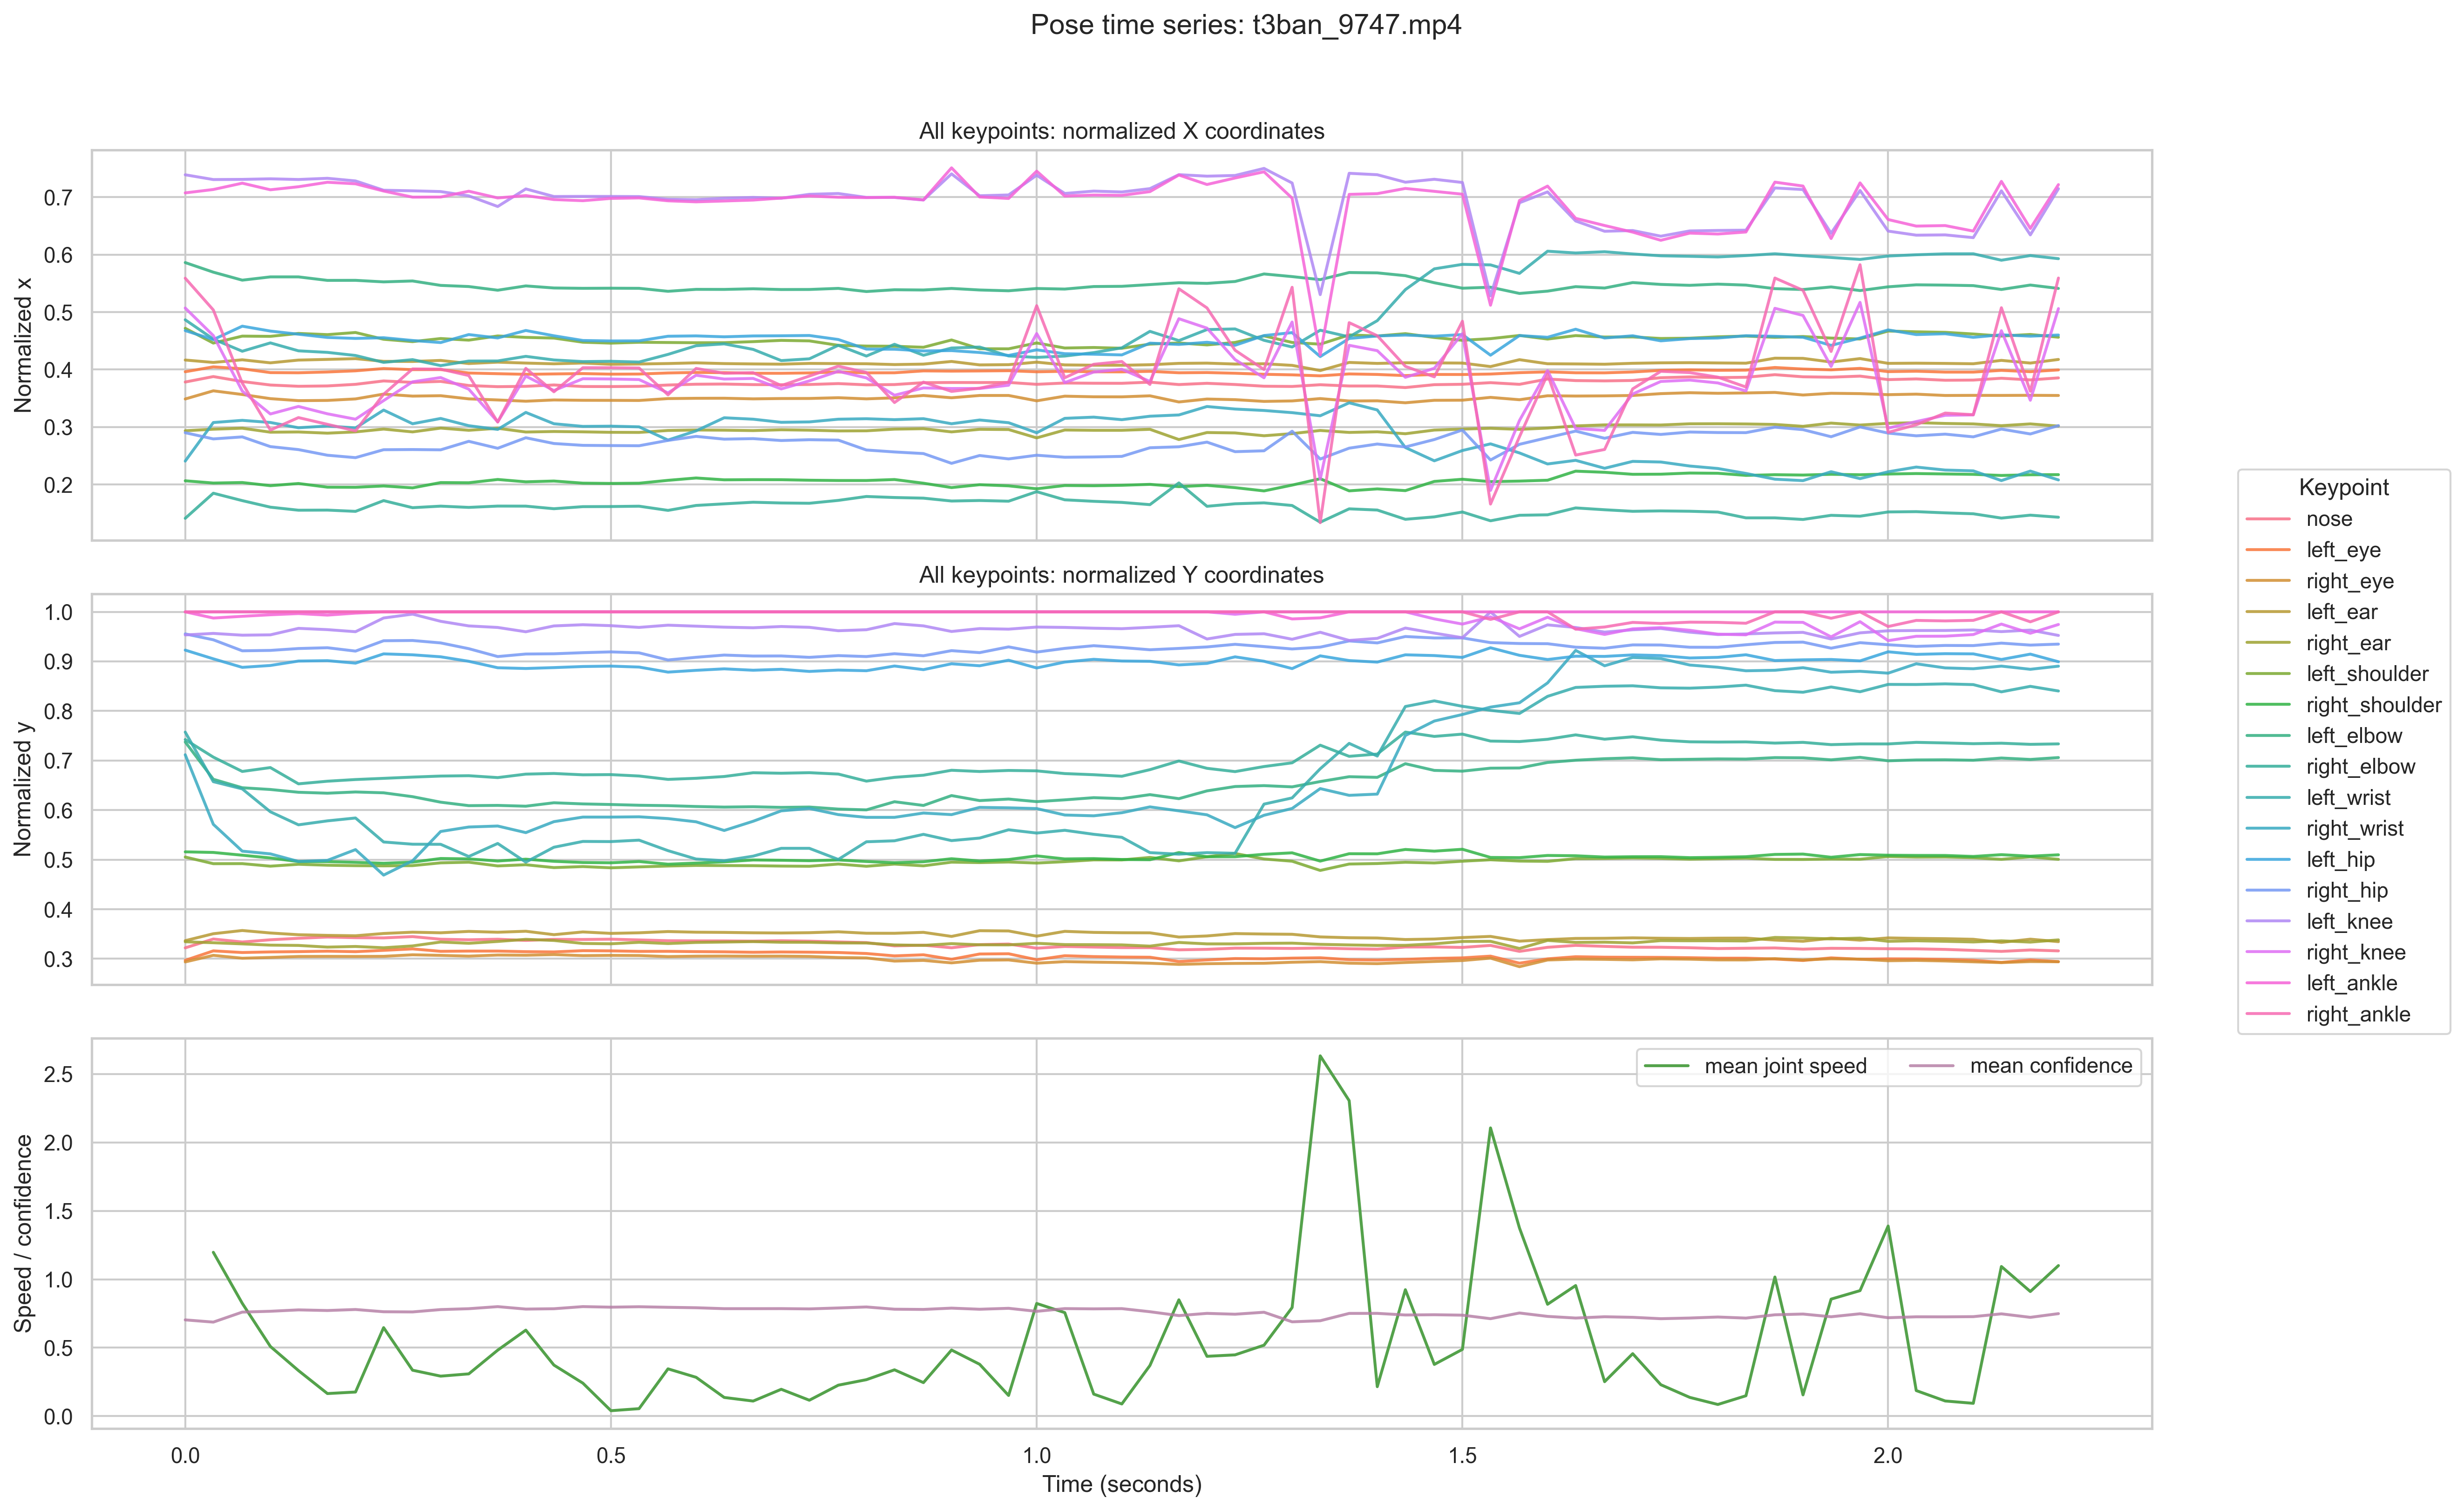 Pose time series: t3ban_9747.mp4
All keypoints: normalized X coordinates
Normalized x
0.7
0.6
0.5
0.4
0.3
0.2
All keypoints: normalized Y coordinates
Normalized y
1.0
0.9
0.8
0.7
0.6
0.5
0.4
0.3
Keypoint
nose
left_eye
right_eye
left_ear
right_ear
left_shoulder
right_shoulder
left_elbow
right_elbow
left_wrist
right_wrist
left_hip
right_hip
left_knee
right_knee
left_ankle
right_ankle
Speed / confidence
2.5
2.0
1.5
1.0
0.5
0.0
mean joint speed mean confidence
0.0 0.5 1.0 1.5 2.0
Time (seconds)